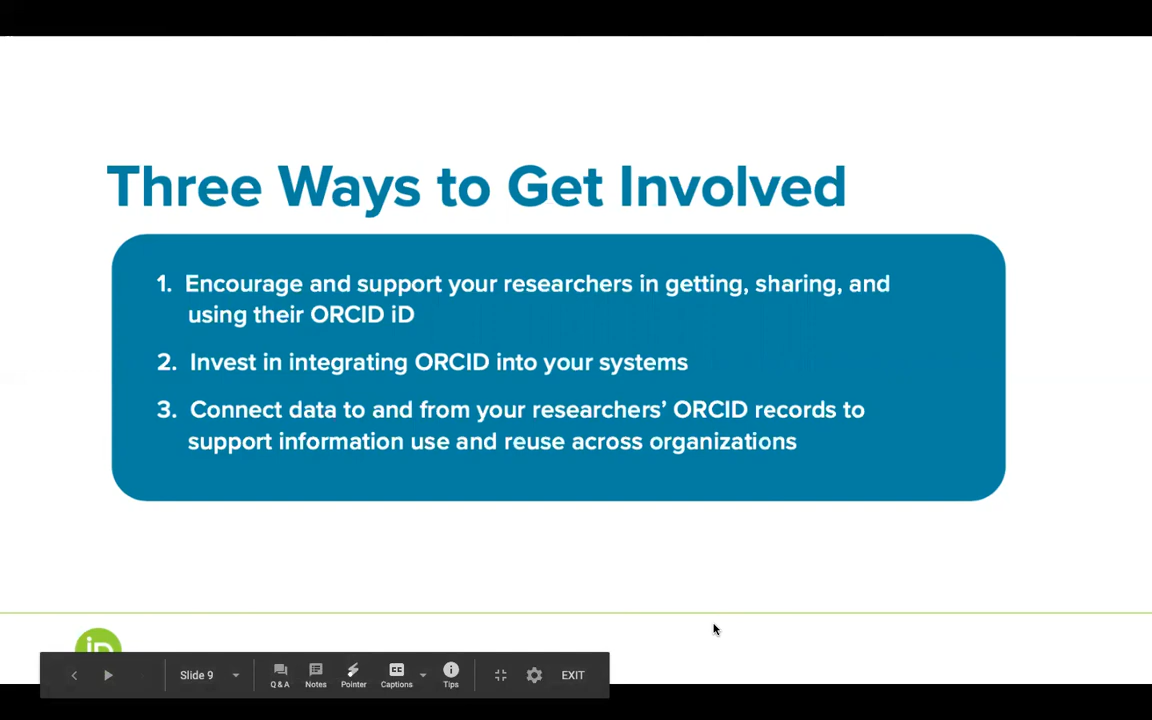 Three Ways to Get Involved
1. Encourage and support your researchers in getting, sharing, and
using their ORCID iD
2. Invest in integrating ORCID into your systems
3. Connect data to and from your researchers' ORCID records to
support information use and reuse across organizations
iD
Slide 9
Q & A Notes Pointer CC Captions Tips EXIT